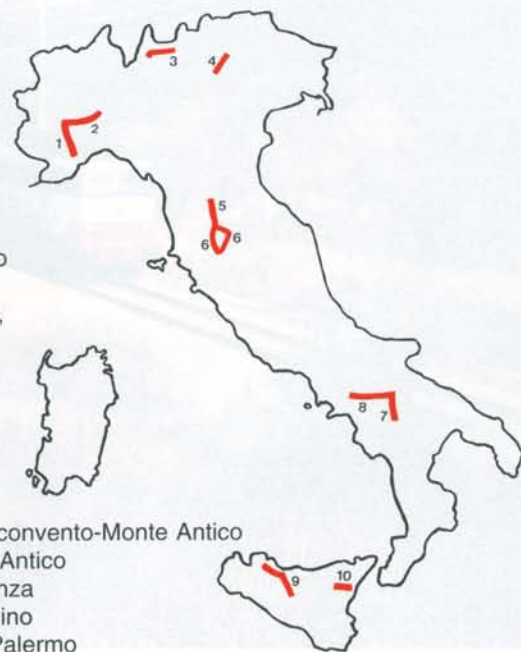 3 4
2
1
5
6 6
o
,
8 7
convento-Monte Antico
Antico
nza
ino
Palermo
9 10